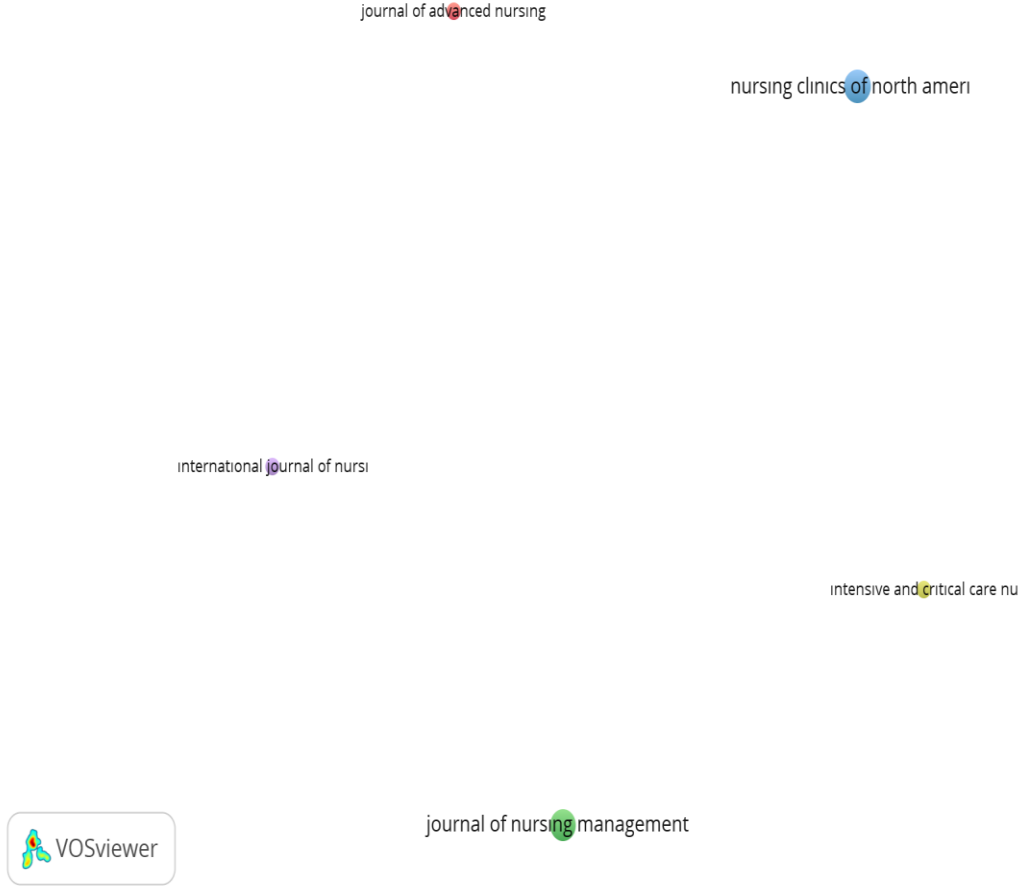 journal of advanced nursing
nursing clinics of north ameri
international journal of nursi
intensive and critical care nu
journal of nursing management
VOSviewer